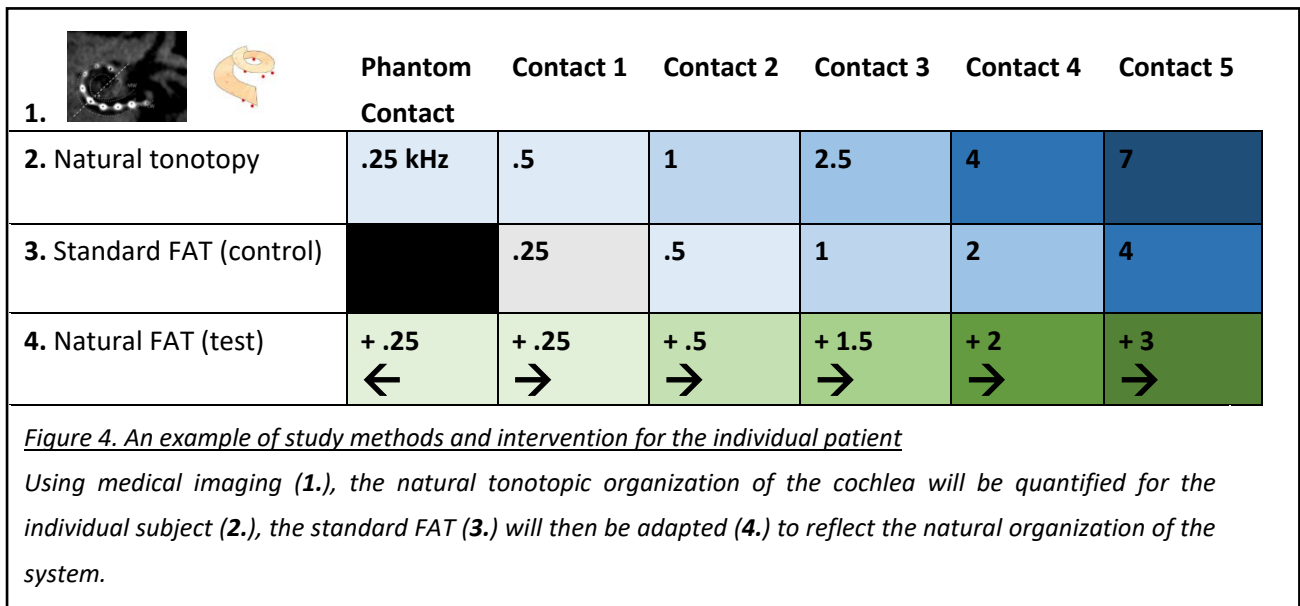 Phantom Contact 1 Contact 2 Contact 3 Contact 4 Contact 5
1. Contact
2. Natural tonotopy .25 kHz .5 1 2.5 4 7
3. Standard FAT (control) .25 .5 1 2 4
4. Natural FAT (test) + .25 + .25 + .5 + 1.5 + 2 + 3
← → → → → →
Figure 4. An example of study methods and intervention for the individual patient
Using medical imaging (1.), the natural tonotopic organization of the cochlea will be quantified for the
individual subject (2.), the standard FAT (3.) will then be adapted (4.) to reflect the natural organization of the
system.